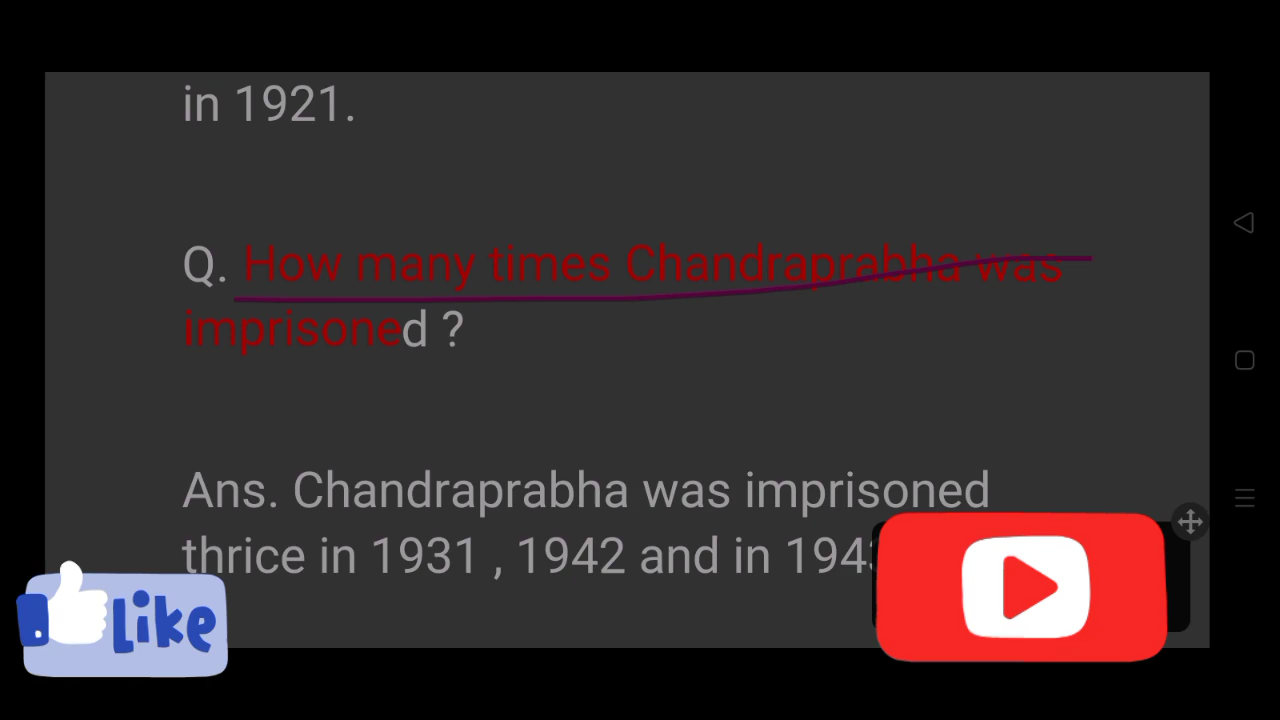 in 1921.
Q. How many times Chandraprabha was
imprisoned ?
Ans. Chandraprabha was imprisoned
thrice in 1931 , 1942 and in
Like